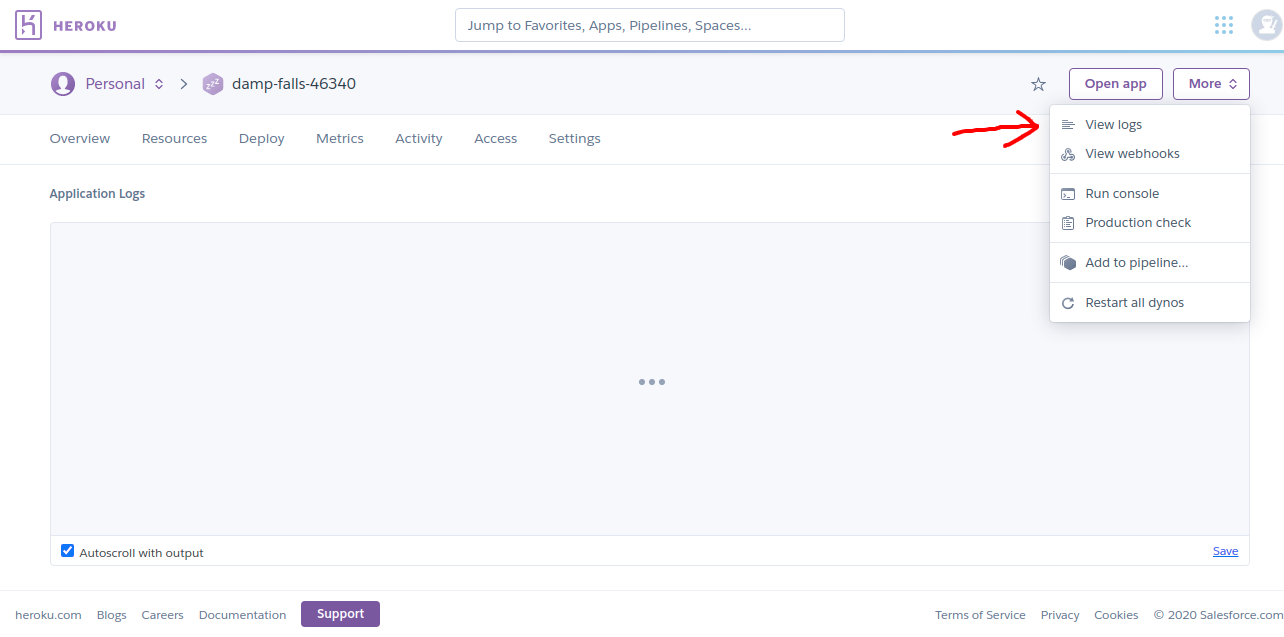 HEROKU
Jump to Favorites, Apps, Pipelines, Spaces...
Personal
zzz
damp-falls-46340
Open app
More
Overview
Resources
Deploy
Metrics
Activity
Access
Settings
View logs
View webhooks
Run console
Production check
Add to pipeline...
Restart all dynos
Application Logs
Autoscroll with output
Save
heroku.com
Blogs
Careers
Documentation
Support
Terms of Service
Privacy
Cookies
© 2020 Salesforce.com